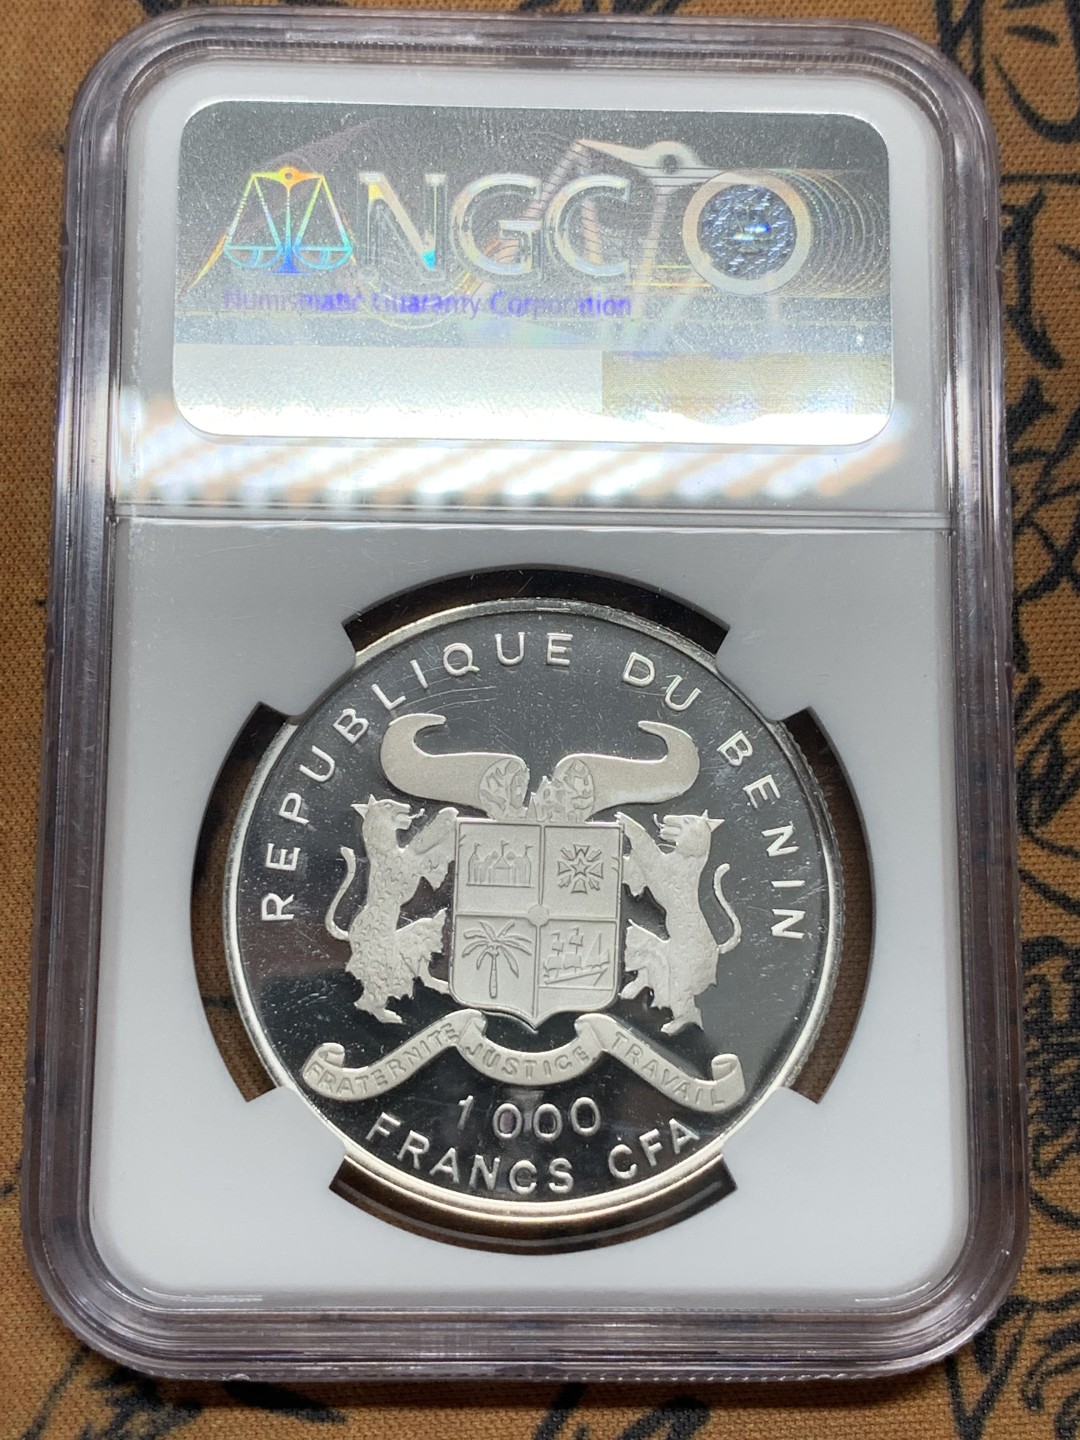 NGC
Numismatic Guaranty Corporation
REPUBLIQUE DU BENIN
FRATERNITE JUSTICE TRAVAIL
1000
FRANCS CFA